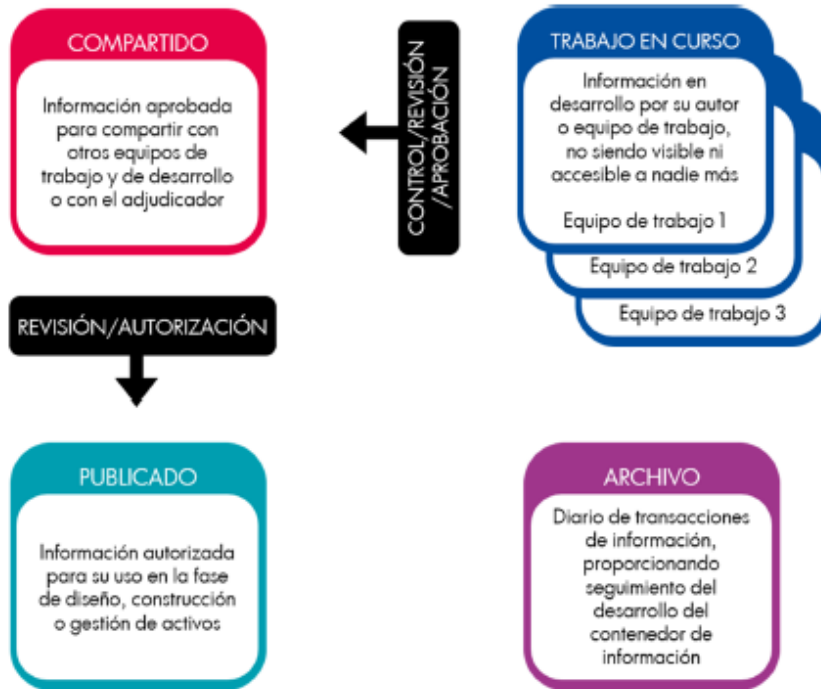 COMPARTIDO
Información aprobada
para compartir con
otros equipos de
trabajo y de desarrollo
o con el adjudicador
CONTROL/REVISIÓN
/APROBACIÓN
TRABAJO EN CURSO
Información en
desarrollo por su autor
o equipo de trabajo,
no siendo visible ni
accesible a nadie más
Equipo de trabajo 1
Equipo de trabajo 2
Equipo de trabajo 3
REVISIÓN/AUTORIZACIÓN
PUBLICADO
Información autorizada
para su uso en la fase
de diseño, construcción
o gestión de activos
ARCHIVO
Diario de transacciones
de información,
proporcionando
seguimiento del
desarrollo del
contenedor de
información